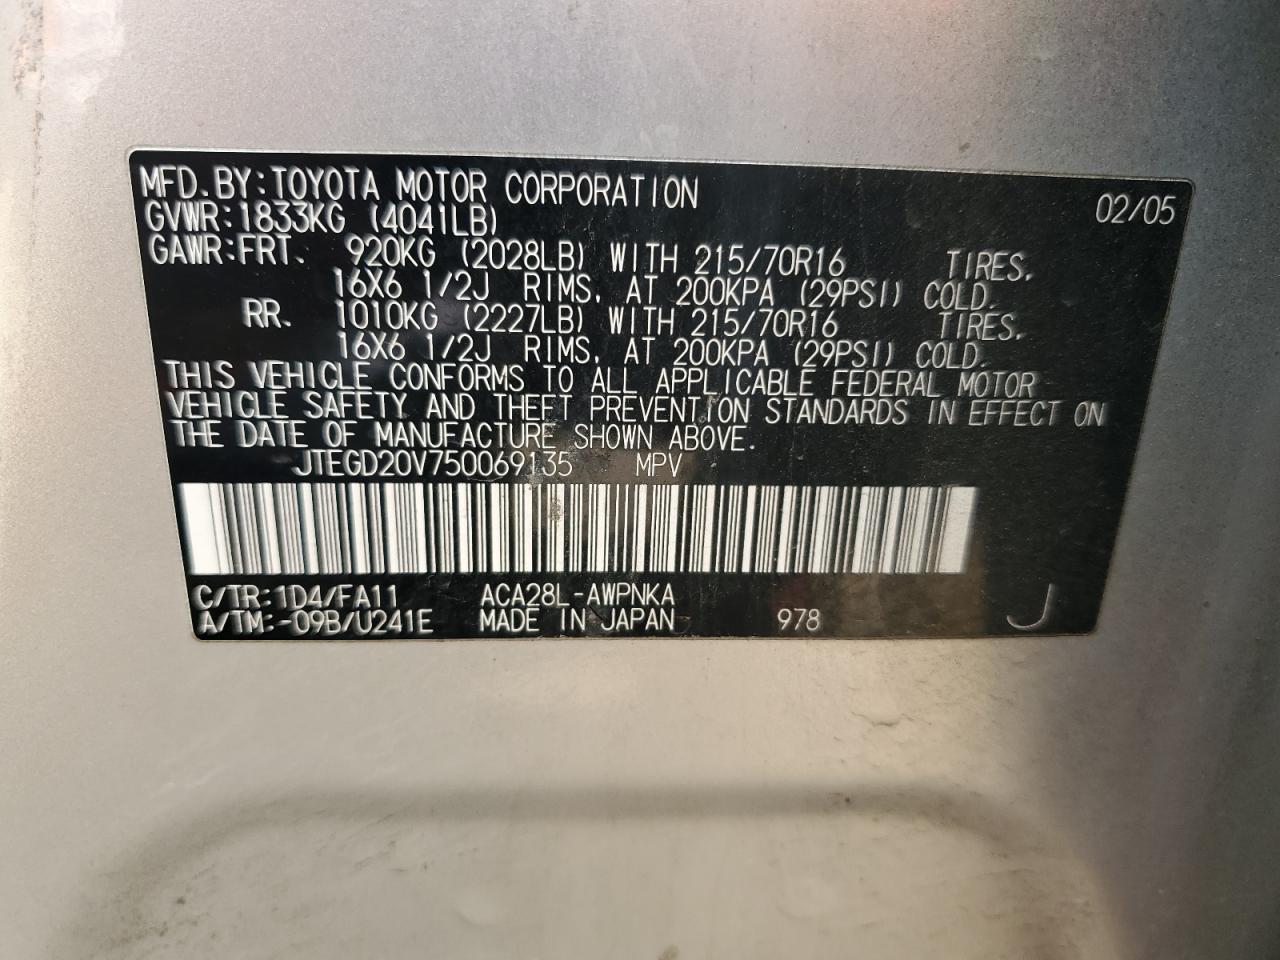 MFD. BY: TOYOTA MOTOR CORPORATION 02/05
GVWR: 1833KG (4041LB)
GAWR: FRT. 920KG (2028LB) WITH 215/70R16 TIRES,
16X6 1/2J RIMS, AT 200KPA (29PSI) COLD.
RR. 1010KG (2227LB) WITH 215/70R16 TIRES,
16X6 1/2J RIMS, AT 200KPA (29PSI) COLD.
THIS VEHICLE CONFORMS TO ALL APPLICABLE FEDERAL MOTOR
VEHICLE SAFETY AND THEFT PREVENTION STANDARDS IN EFFECT ON
THE DATE OF MANUFACTURE SHOWN ABOVE.
JTEGD20V750069135 MPV
C/TR: 1D4/FA11 ACA28L-AWPNKA
A/TM: -09B/U241E MADE IN JAPAN 978 J